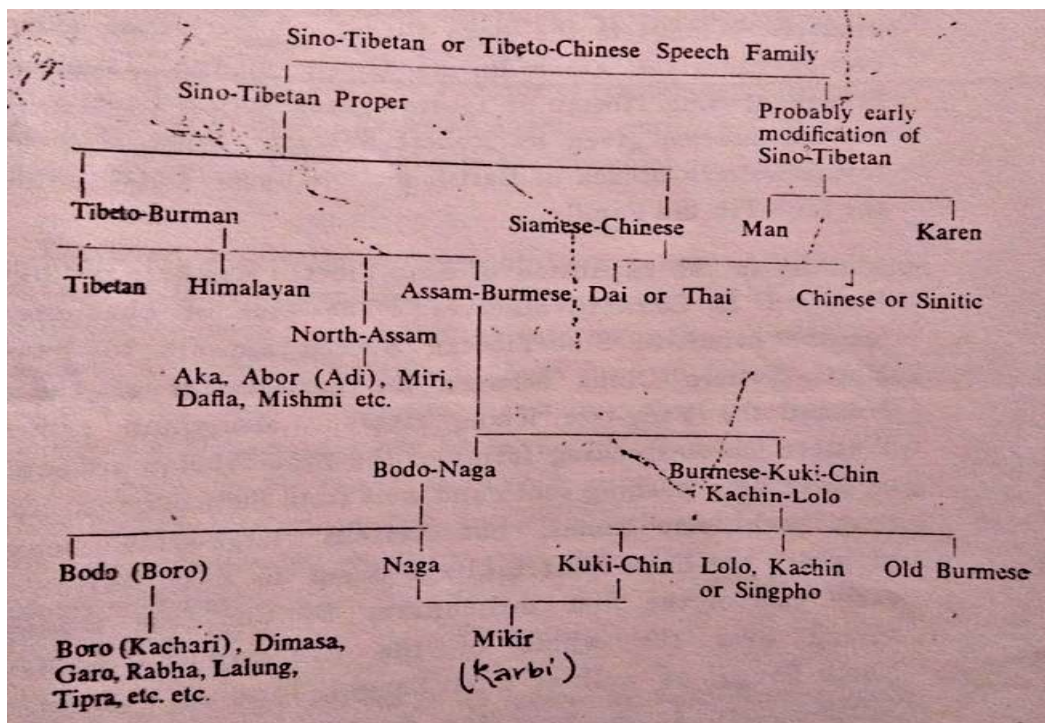 Sino-Tibetan or Tibeto-Chinese Speech Family
Sino-Tibetan Proper
Probably early
modification of
Sino-Tibetan
Tibeto-Burman
Siamese-Chinese
Man
Karen
Tibetan
Himalayan
Assam-Burmese
Dai or Thai
Chinese or Sinitic
North-Assam
Aka, Abor (Adi), Miri,
Dafla, Mishmi etc.
Bodo-Naga
Burmese-Kuki-Chin
Kachin-Lolo
Bodo (Boro)
Naga
Kuki-Chin
Lolo, Kachin
or Singpho
Old Burmese
Boro (Kachari), Dimasa,
Garo, Rabha, Lalung,
Tipra, etc. etc.
Mikir
(Karbi)